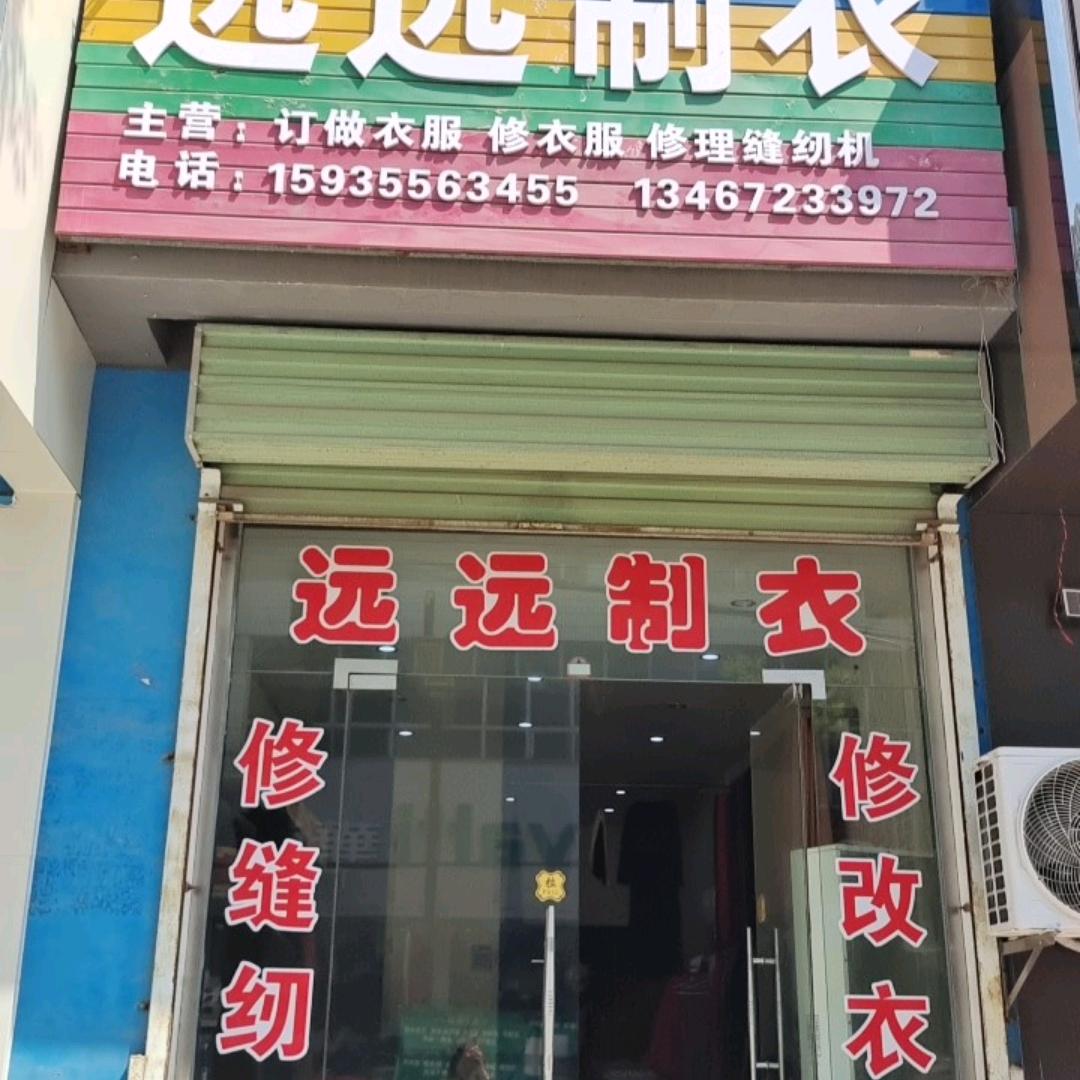 远远制衣
主营：订做衣服 修衣服 修理缝纫机
电话：15935563455 13467233972
远远制衣
修缝纫
修改衣
拉